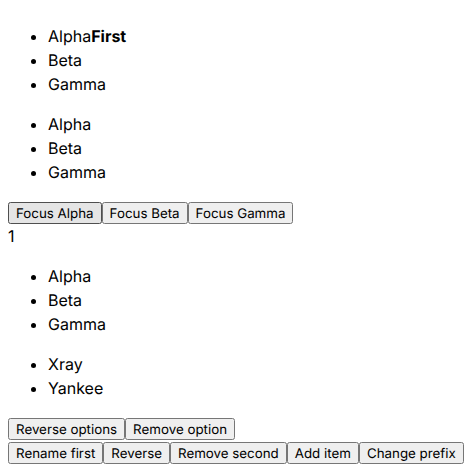 AlphaFirst
Beta
Gamma
Alpha
Beta
Gamma
Focus Alpha Focus Beta Focus Gamma
1
Alpha
Beta
Gamma
Xray
Yankee
Reverse options Remove option
Rename first Reverse Remove second Add item Change prefix